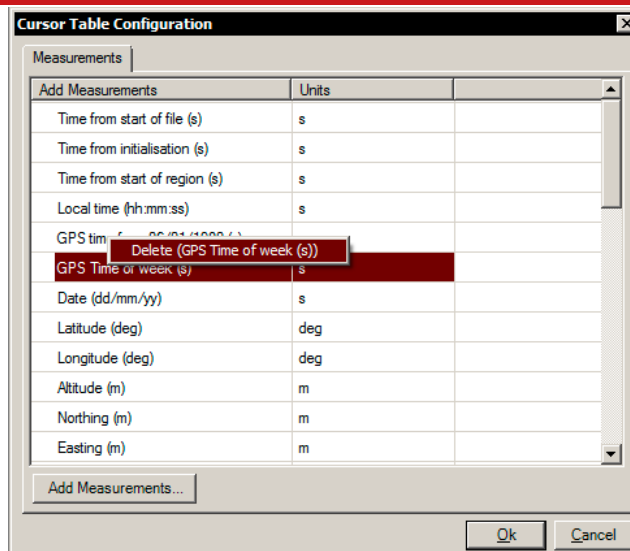 Cursor Table Configuration
Measurements
Add Measurements Units
Time from start of file (s) s
Time from initialisation (s) s
Time from start of region (s) s
Local time (hh:mm:ss) s
GPS tim
Delete (GPS Time of week (s))
GPS Time of week (s) s
Date (dd/mm/yy) s
Latitude (deg) deg
Longitude (deg) deg
Altitude (m) m
Northing (m) m
Easting (m) m
Add Measurements...
Ok Cancel